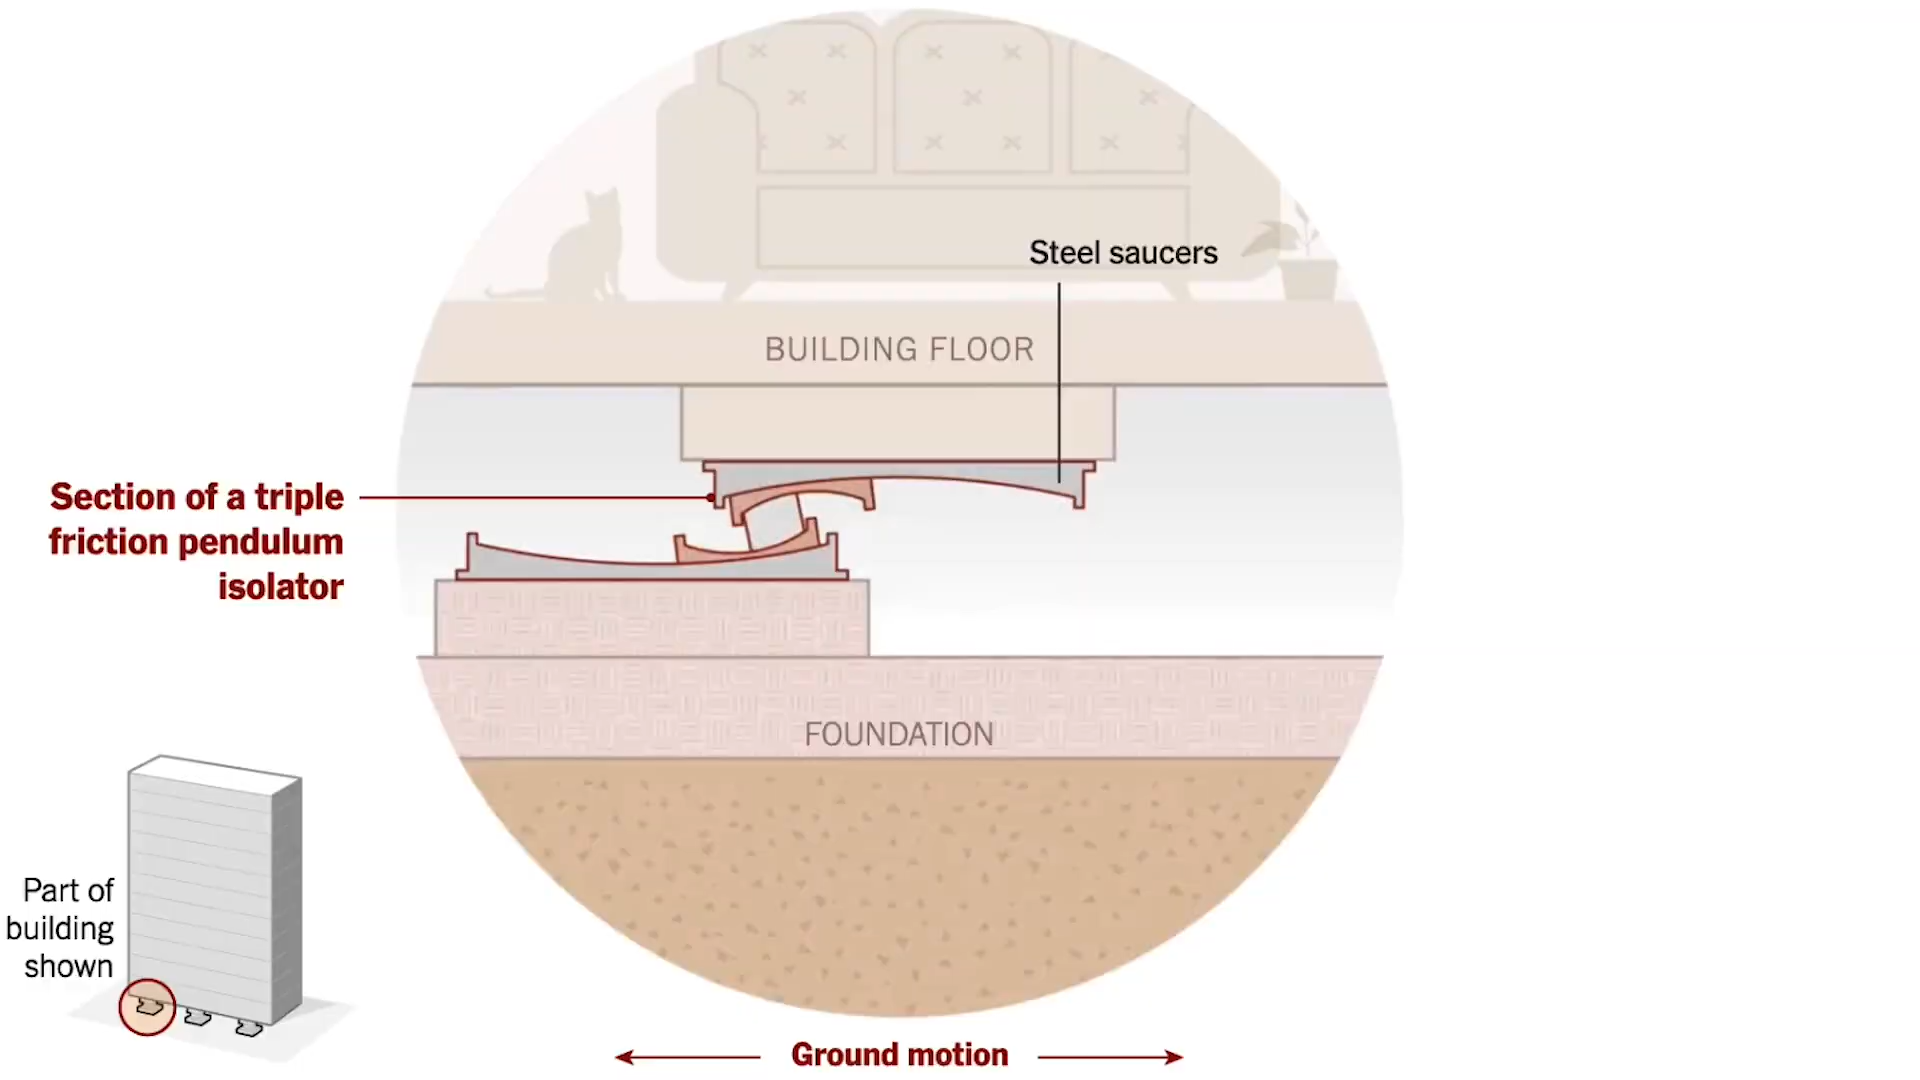 Steel saucers
BUILDING FLOOR
Section of a triple
friction pendulum
isolator
FOUNDATION
Part of
building
shown
Ground motion